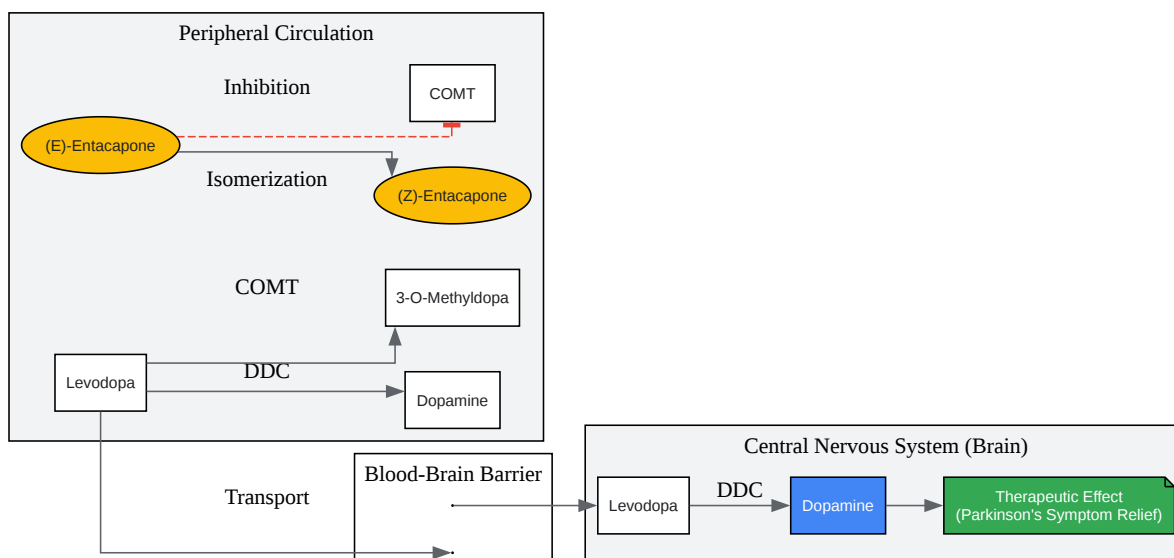 Peripheral Circulation
Inhibition
COMT
(E)-Entacapone
Isomerization
(Z)-Entacapone
COMT
3-O-Methyldopa
Levodopa
DDC
Dopamine
Transport
Blood-Brain Barrier
Central Nervous System (Brain)
Levodopa
DDC
Dopamine
Therapeutic Effect
(Parkinson's Symptom Relief)